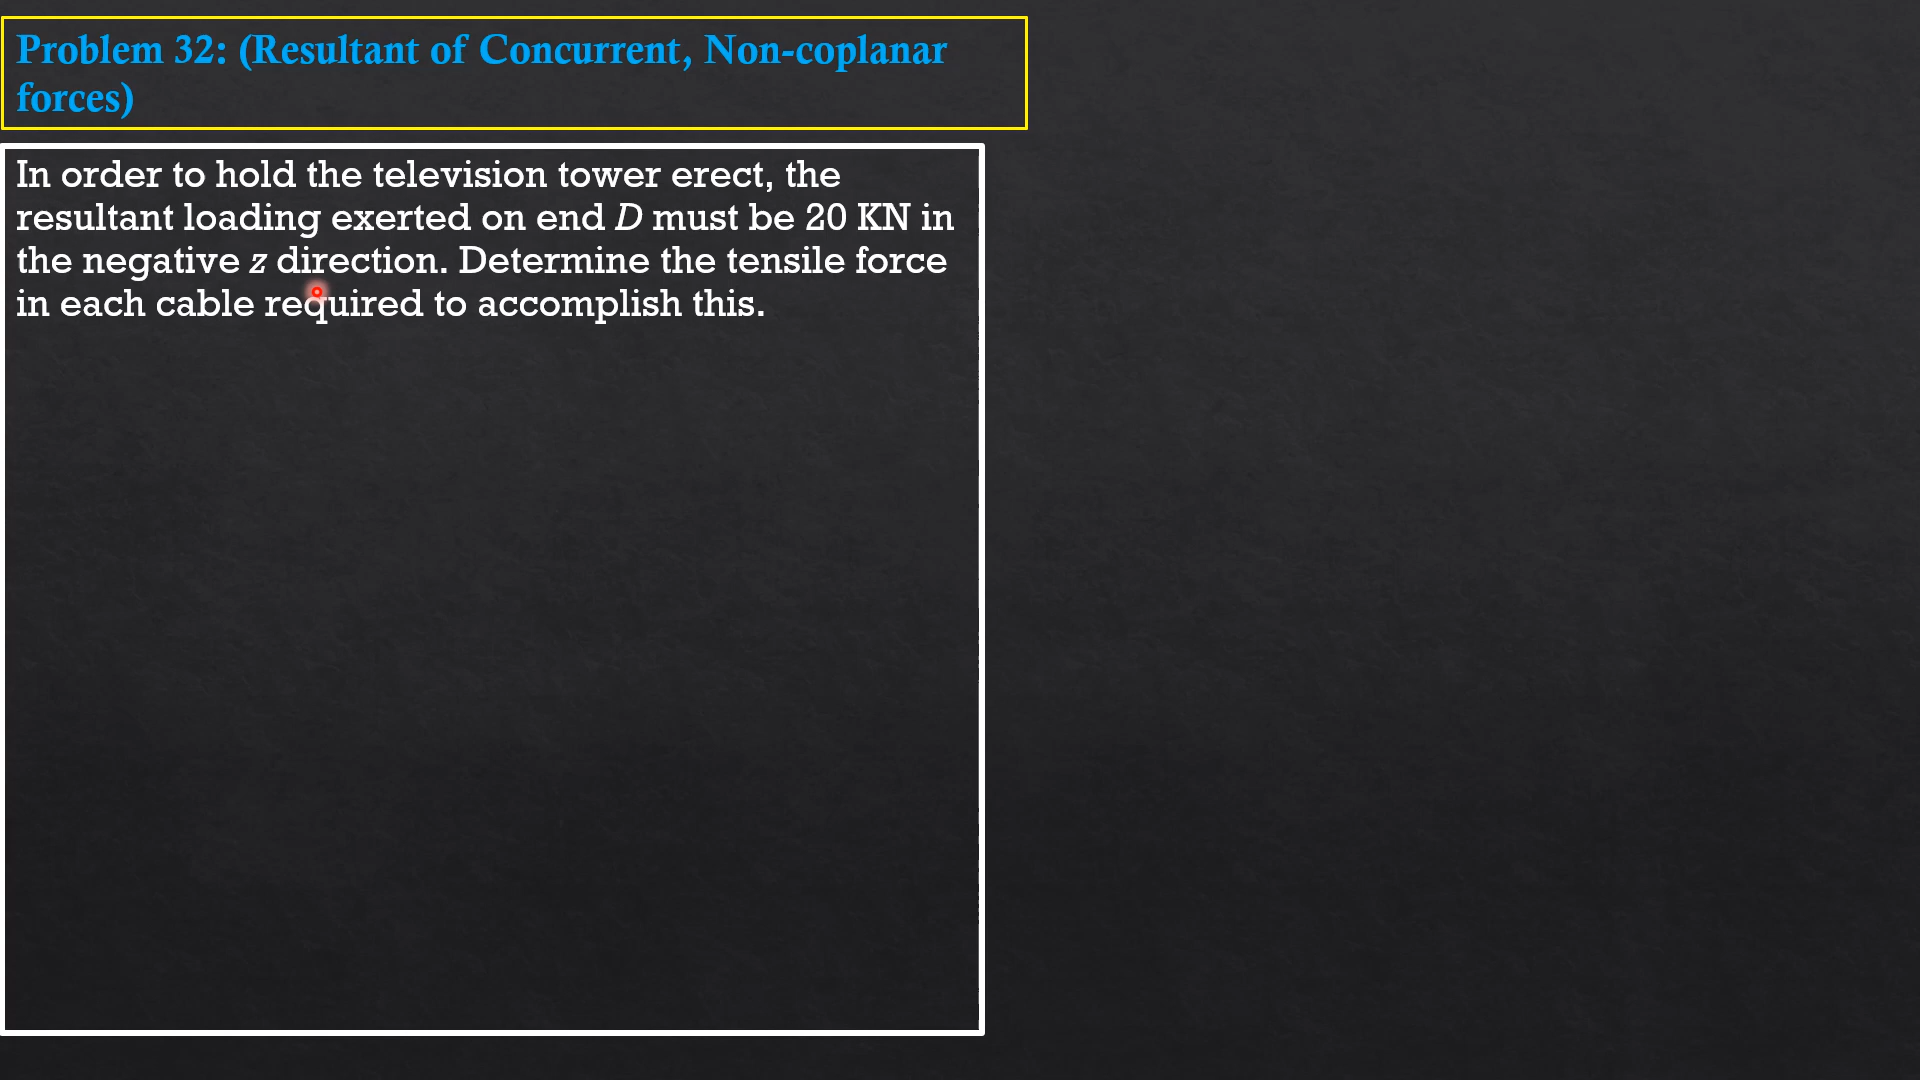 Problem 32: (Resultant of Concurrent, Non-coplanar
forces)
In order to hold the television tower erect, the
resultant loading exerted on end D must be 20 KN in
the negative z direction. Determine the tensile force
in each cable required to accomplish this.